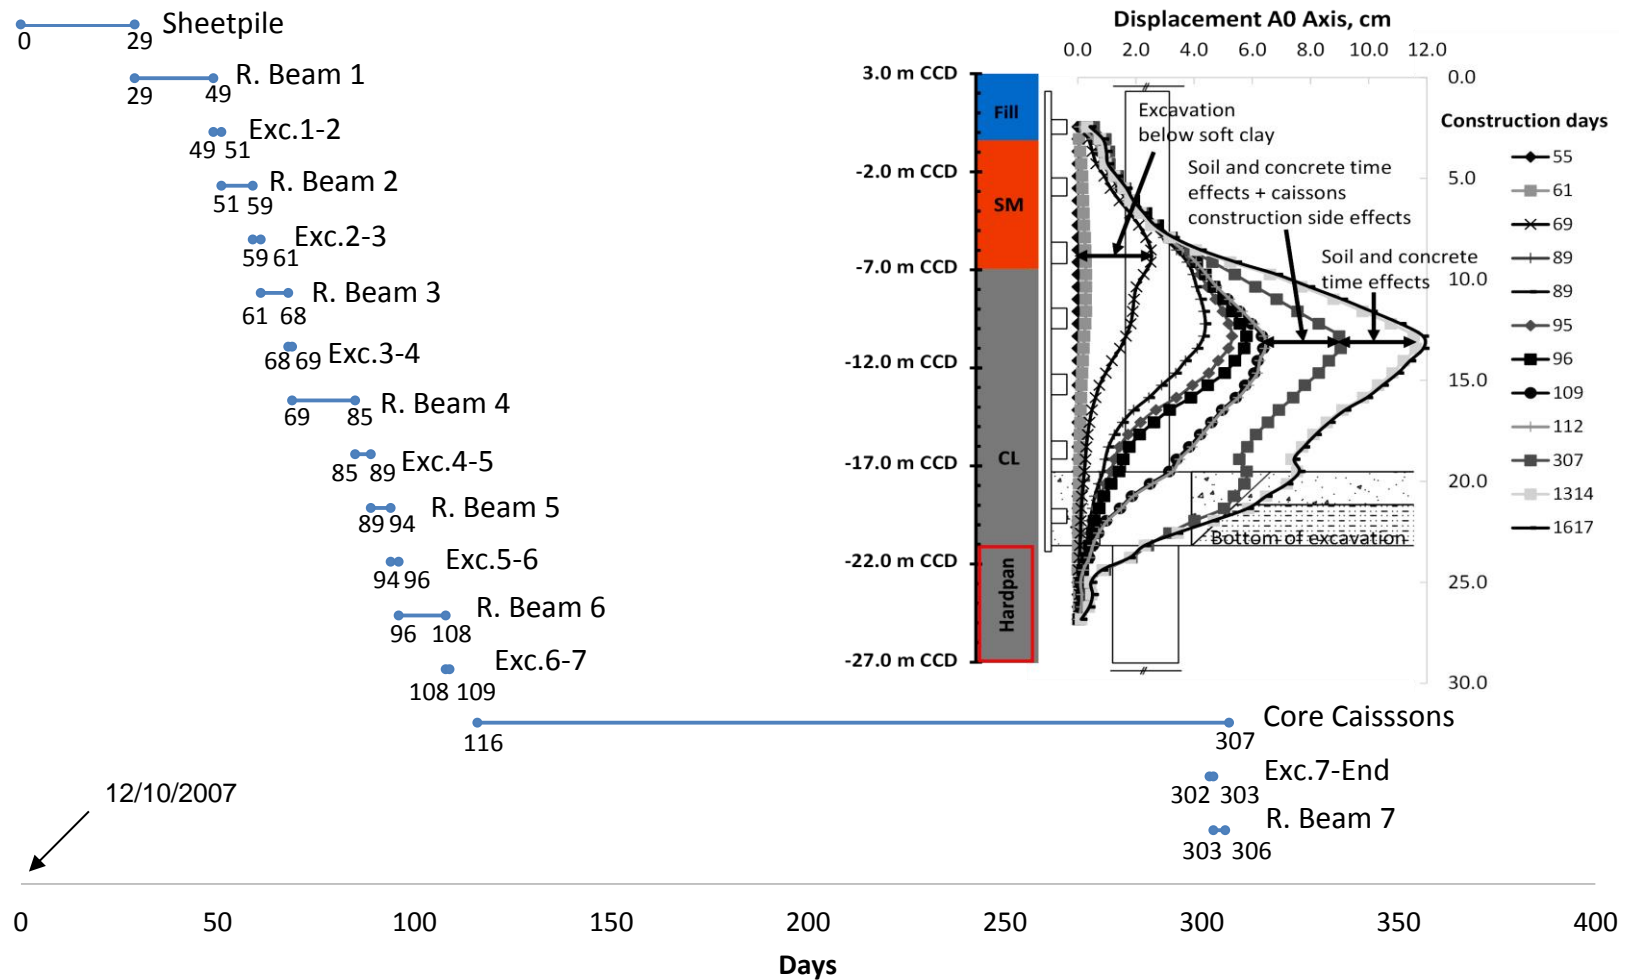 Sheetpile
0 29
R. Beam 1
29 49
Exc.1-2
49 51
R. Beam 2
51 59
Exc.2-3
59 61
R. Beam 3
61 68
Exc.3-4
68 69
R. Beam 4
69 85
Exc.4-5
85 89
R. Beam 5
89 94
Exc.5-6
94 96
R. Beam 6
96 108
Exc.6-7
108 109
Core Caisssons
116 307
Exc.7-End
302 303
R. Beam 7
303 306
12/10/2007
0 50 100 150 200 250 300 350 400
Days
Displacement A0 Axis, cm
0.0 2.0 4.0 6.0 8.0 10.0 12.0
3.0 m CCD
-2.0 m CCD
-7.0 m CCD
-12.0 m CCD
-17.0 m CCD
-22.0 m CCD
-27.0 m CCD
Fill
SM
CL
Hardpan
Excavation
below soft clay
Soil and concrete time
effects + caissons
construction side effects
Soil and concrete
time effects
Bottom of excavation
0.0
5.0
10.0
15.0
20.0
25.0
30.0
Construction days
55
61
69
89
89
95
96
109
112
307
1314
1617